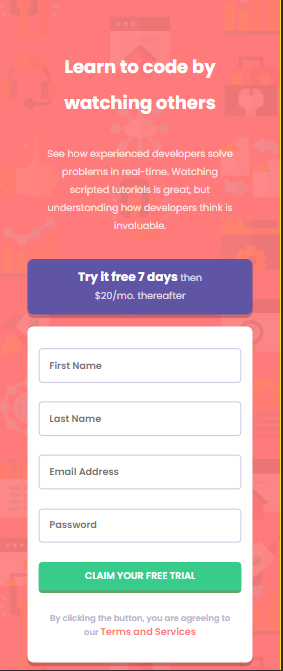 Learn to code by
watching others
See how experienced developers solve
problems in real-time. Watching
scripted tutorials is great, but
understanding how developers think is
invaluable.
Try it free 7 days then
$20/mo. thereafter
First Name
Last Name
Email Address
Password
CLAIM YOUR FREE TRIAL
By clicking the button, you are agreeing to
our Terms and Services